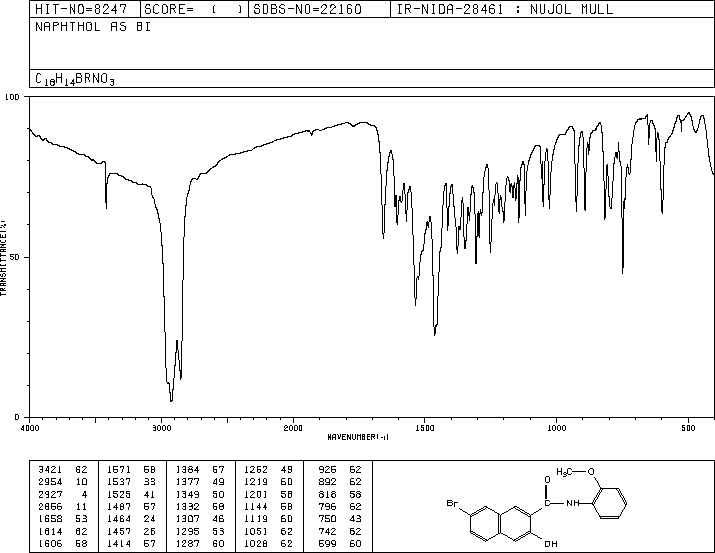 HIT-NO=8247 |SCORE= ( )|SDBS-NO=22160 |IR-NIDA-28461 : NUJOL MULL
NAPHTHOL AS BI
C18H14BRNO3
100
50
0
TRANSMITTANCE(%)
4000 3000 2000 1500 1000 500
WAVENUMBER(-1)
3421 62 1571 58 1384 57 1252 49 926 62
2954 10 1537 33 1377 49 1219 60 892 62
2927 4 1525 41 1349 50 1201 58 818 58
2856 11 1487 57 1332 58 1144 58 796 62
1658 53 1464 24 1307 46 1119 60 750 43
1614 62 1457 26 1295 53 1051 62 742 52
1606 58 1414 57 1287 60 1028 62 599 60
H3C O
O
Br C NH
OH